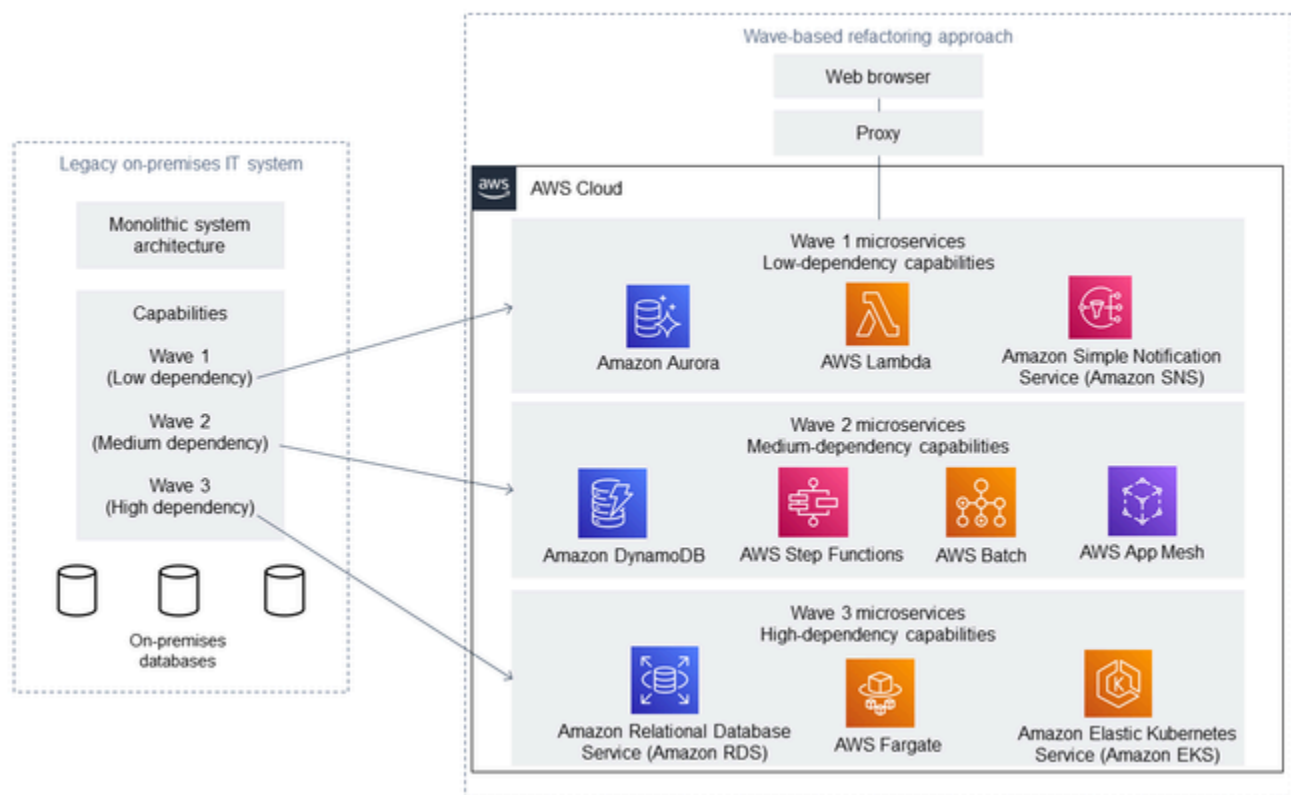 Wave-based refactoring approach
Web browser
Proxy
Legacy on-premises IT system
Monolithic system
architecture
Capabilities
Wave 1
(Low dependency)
Wave 2
(Medium dependency)
Wave 3
(High dependency)
On-premises
databases
aws
AWS Cloud
Wave 1 microservices
Low-dependency capabilities
Amazon Aurora
AWS Lambda
Amazon Simple Notification
Service (Amazon SNS)
Wave 2 microservices
Medium-dependency capabilities
Amazon DynamoDB
AWS Step Functions
AWS Batch
AWS App Mesh
Wave 3 microservices
High-dependency capabilities
Amazon Relational Database
Service (Amazon RDS)
AWS Fargate
K
Amazon Elastic Kubernetes
Service (Amazon EKS)